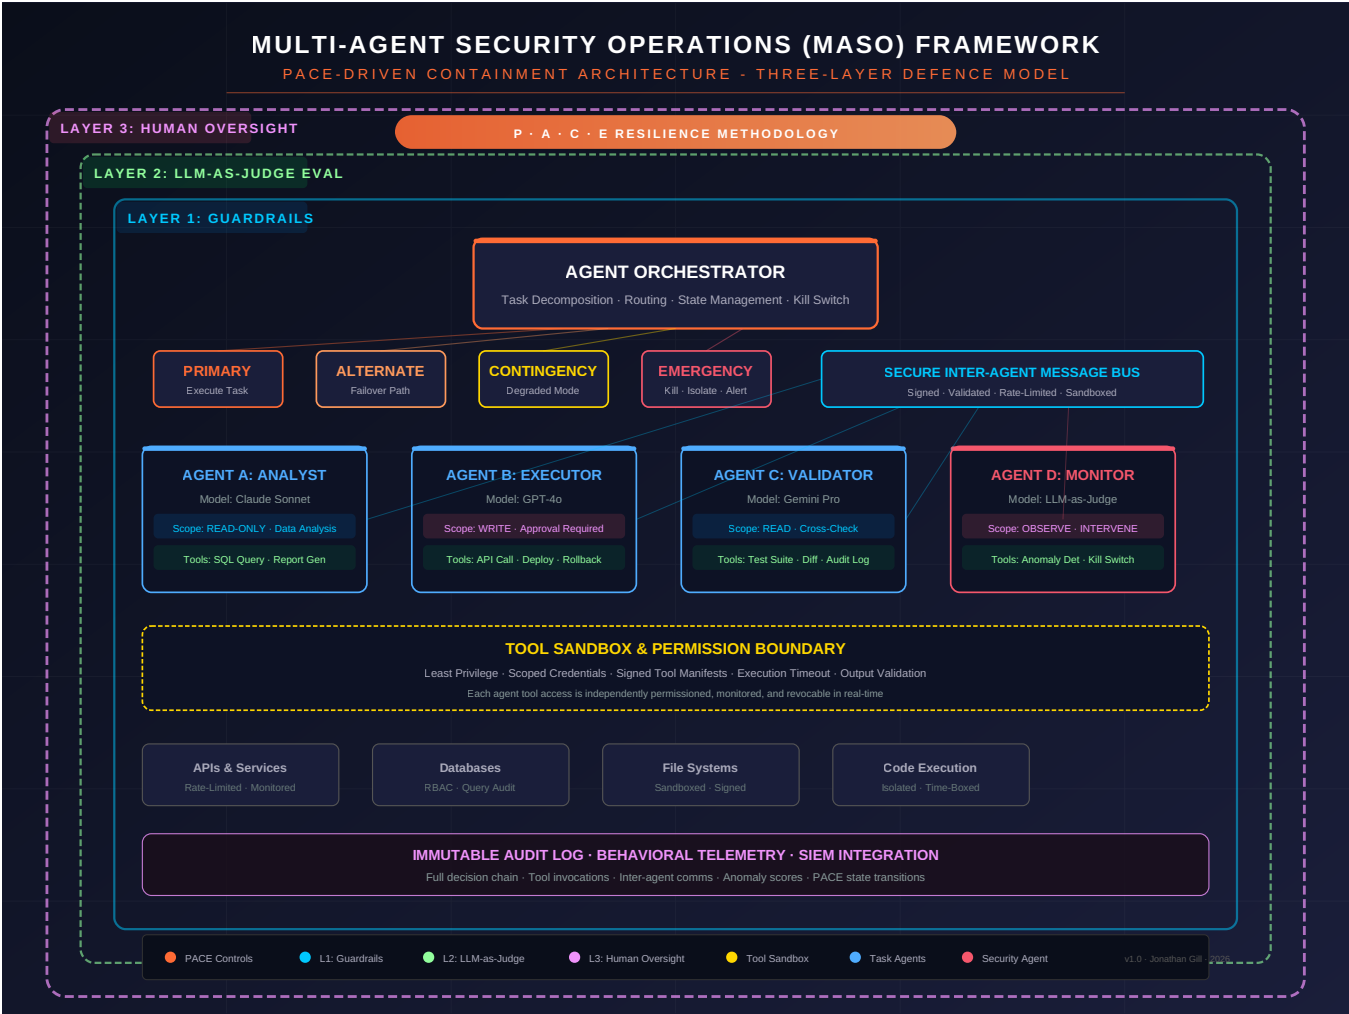 MULTI-AGENT SECURITY OPERATIONS (MASO) FRAMEWORK
PACE-DRIVEN CONTAINMENT ARCHITECTURE - THREE-LAYER DEFENCE MODEL
LAYER 3: HUMAN OVERSIGHT
P · A · C · E RESILIENCE METHODOLOGY
LAYER 2: LLM-AS-JUDGE EVAL
LAYER 1: GUARDRAILS
AGENT ORCHESTRATOR
Task Decomposition · Routing · State Management · Kill Switch
PRIMARY
Execute Task
ALTERNATE
Failover Path
CONTINGENCY
Degraded Mode
EMERGENCY
Kill · Isolate · Alert
SECURE INTER-AGENT MESSAGE BUS
Signed · Validated · Rate-Limited · Sandboxed
AGENT A: ANALYST
Model: Claude Sonnet
Scope: READ-ONLY · Data Analysis
Tools: SQL Query · Report Gen
AGENT B: EXECUTOR
Model: GPT-4o
Scope: WRITE · Approval Required
Tools: API Call · Deploy · Rollback
AGENT C: VALIDATOR
Model: Gemini Pro
Scope: READ · Cross-Check
Tools: Test Suite · Diff · Audit Log
AGENT D: MONITOR
Model: LLM-as-Judge
Scope: OBSERVE · INTERVENE
Tools: Anomaly Det · Kill Switch
TOOL SANDBOX & PERMISSION BOUNDARY
Least Privilege · Scoped Credentials · Signed Tool Manifests · Execution Timeout · Output Validation
Each agent tool access is independently permissioned, monitored, and revocable in real-time
APIs & Services
Rate-Limited · Monitored
Databases
RBAC · Query Audit
File Systems
Sandboxed · Signed
Code Execution
Isolated · Time-Boxed
IMMUTABLE AUDIT LOG · BEHAVIORAL TELEMETRY · SIEM INTEGRATION
Full decision chain · Tool invocations · Inter-agent comms · Anomaly scores · PACE state transitions
PACE Controls
L1: Guardrails
L2: LLM-as-Judge
L3: Human Oversight
Tool Sandbox
Task Agents
Security Agent
v1.0 · Jonathan Gill · 2026